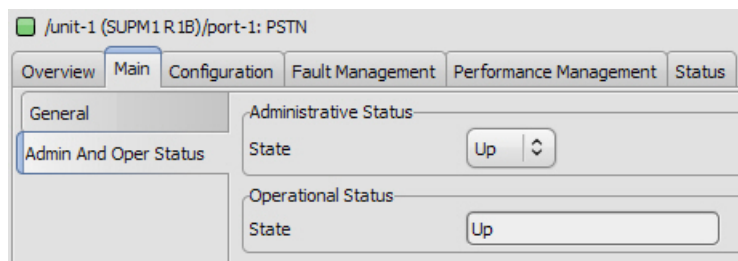 /unit-1 (SUPM1 R1B)/port-1: PSTN
Overview Main Configuration Fault Management Performance Management Status
General
Administrative Status
Admin And Oper Status
State Up
Operational Status
State Up